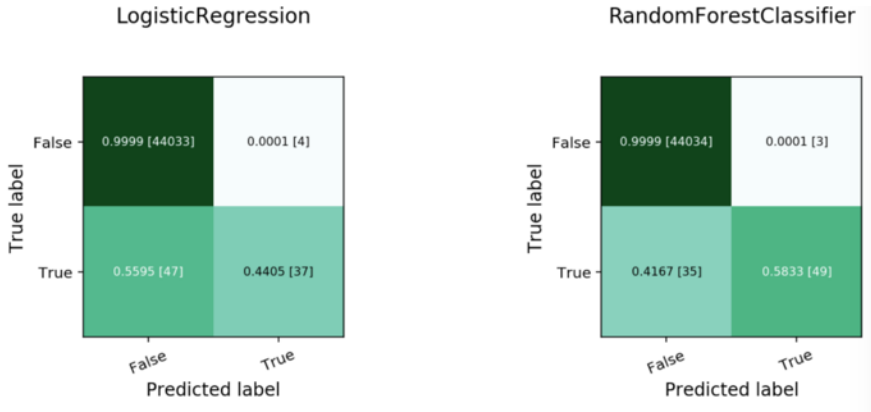 LogisticRegression
True label
False
0.9999 [44033]
0.0001 [4]
True
0.5595 [47]
0.4405 [37]
False
True
Predicted label
RandomForestClassifier
True label
False
0.9999 [44034]
0.0001 [3]
True
0.4167 [35]
0.5833 [49]
False
True
Predicted label